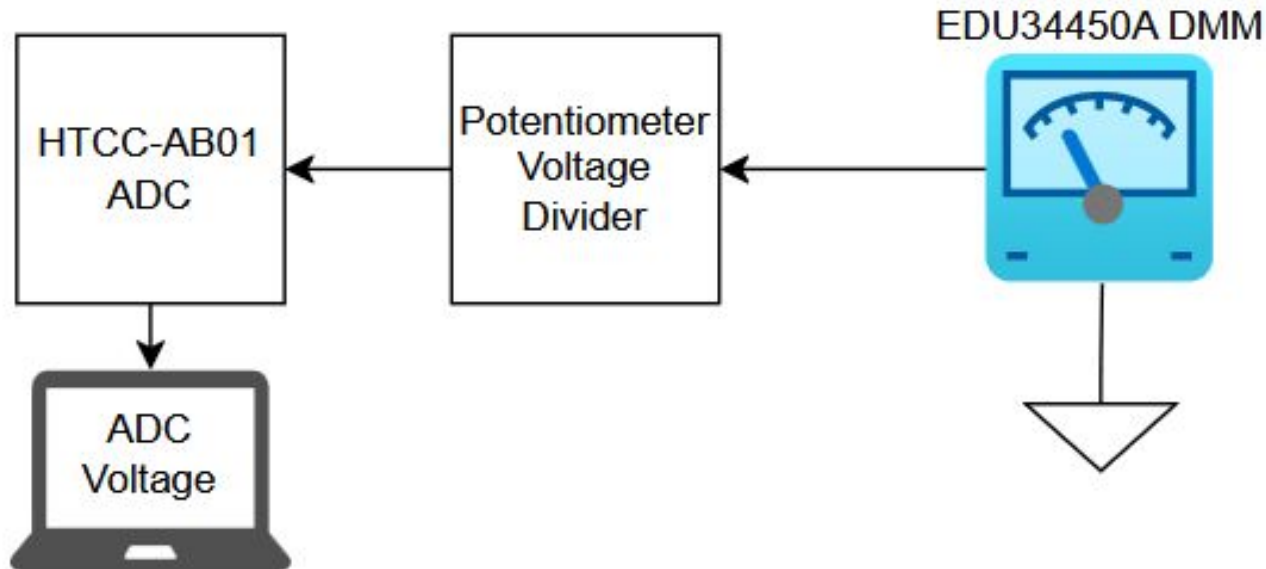 EDU34450A DMM
HTCC-AB01
ADC
Potentiometer
Voltage
Divider
ADC
Voltage